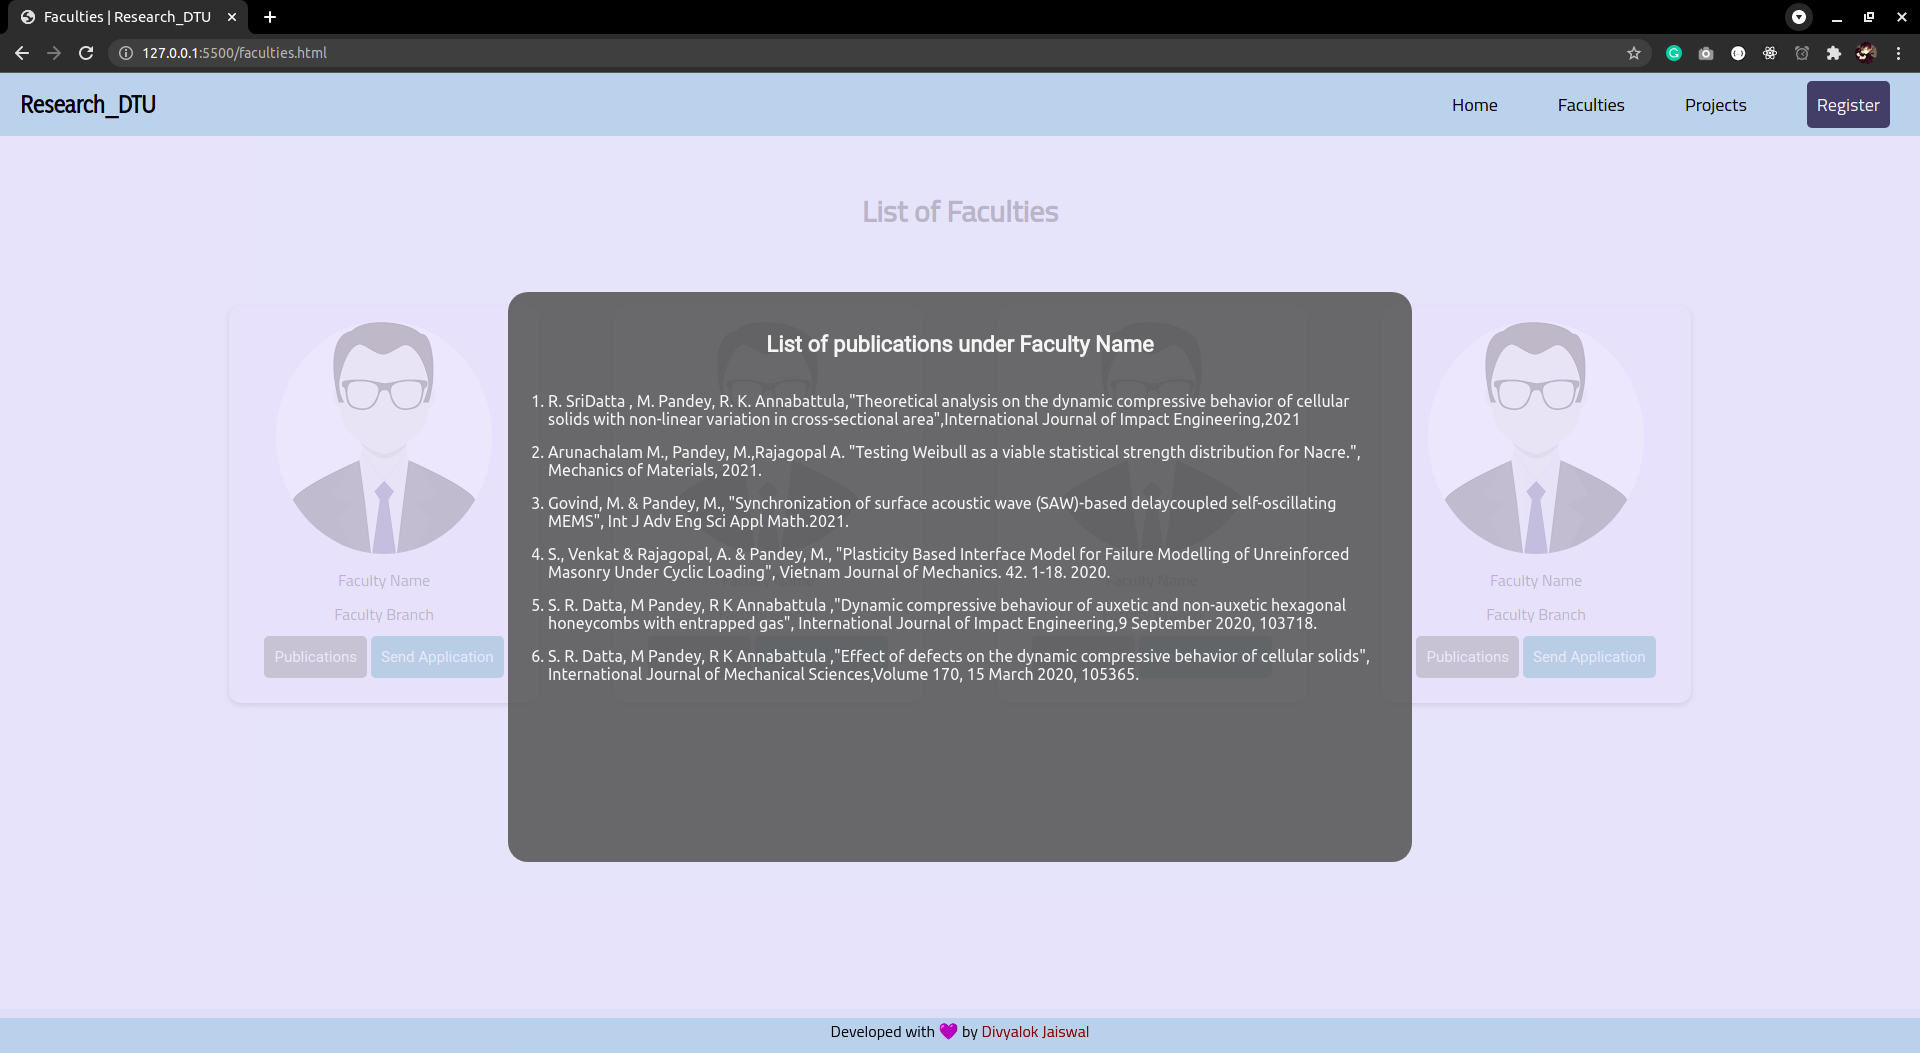 Faculties | Research_DTU
127.0.0.1:5500/faculties.html
Research_DTU
Home
Faculties
Projects
Register
List of Faculties
List of publications under Faculty Name
1. R. SriDatta , M. Pandey, R. K. Annabattula,"Theoretical analysis on the dynamic compressive behavior of cellular
solids with non-linear variation in cross-sectional area",International Journal of Impact Engineering,2021
2. Arunachalam M., Pandey, M.,Rajagopal A. "Testing Weibull as a viable statistical strength distribution for Nacre.",
Mechanics of Materials, 2021.
3. Govind, M. & Pandey, M., "Synchronization of surface acoustic wave (SAW)-based delaycoupled self-oscillating
MEMS", Int J Adv Eng Sci Appl Math.2021.
4. S., Venkat & Rajagopal, A. & Pandey, M., "Plasticity Based Interface Model for Failure Modelling of Unreinforced
Masonry Under Cyclic Loading", Vietnam Journal of Mechanics. 42. 1-18. 2020.
5. S. R. Datta, M Pandey, R K Annabattula ,"Dynamic compressive behaviour of auxetic and non-auxetic hexagonal
honeycombs with entrapped gas", International Journal of Impact Engineering,9 September 2020, 103718.
6. S. R. Datta, M Pandey, R K Annabattula ,"Effect of defects on the dynamic compressive behavior of cellular solids",
International Journal of Mechanical Sciences,Volume 170, 15 March 2020, 105365.
Faculty Name
Faculty Branch
Publications
Send Application
Faculty Name
Faculty Branch
Publications
Send Application
Developed with 💜 by Divyalok Jaiswal